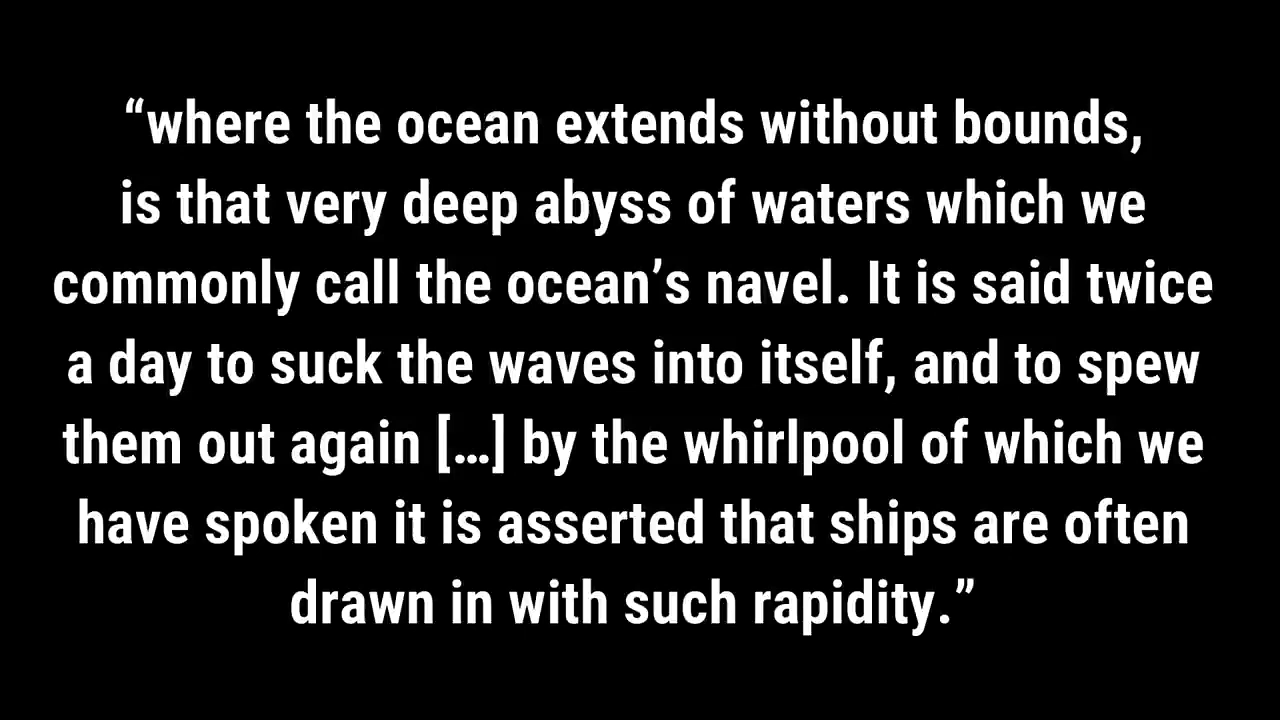 “where the ocean extends without bounds,
is that very deep abyss of waters which we
commonly call the ocean’s navel. It is said twice
a day to suck the waves into itself, and to spew
them out again […] by the whirlpool of which we
have spoken it is asserted that ships are often
drawn in with such rapidity.”